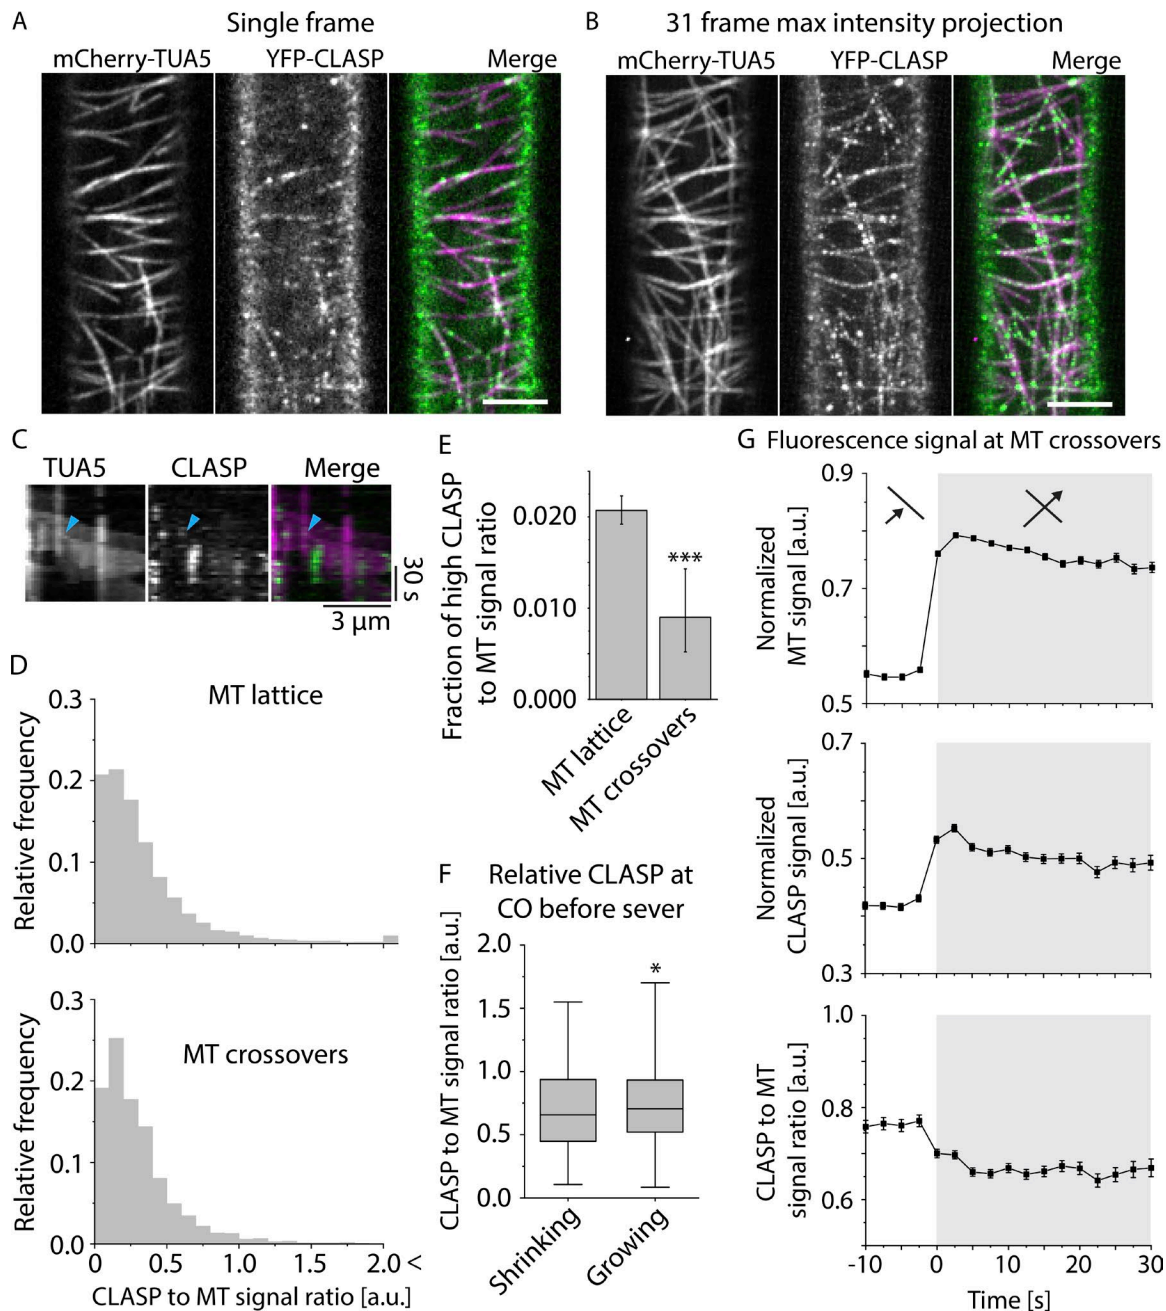 A
Single frame
mCherry-TUA5
YFP-CLASP
Merge
B
31 frame max intensity projection
mCherry-TUA5
YFP-CLASP
Merge
C
TUA5
CLASP
Merge
30 s
3 μm
D
MT lattice
Relative frequency
0.3
0.2
0.1
0.0
MT crossovers
Relative frequency
0.3
0.2
0.1
0.0
0
0.5
1.0
1.5
2.0 <
CLASP to MT signal ratio [a.u.]
E
Fraction of high CLASP
to MT signal ratio
0.020
0.010
0.000
***
MT lattice
MT crossovers
F
Relative CLASP at
CO before sever
CLASP to MT signal ratio [a.u.]
2.0
1.5
1.0
0.5
0.0
*
Shrinking
Growing
G
Fluorescence signal at MT crossovers
Normalized
MT signal [a.u.]
0.9
0.7
0.5
Normalized
CLASP signal [a.u.]
0.7
0.5
0.3
CLASP to MT
signal ratio [a.u.]
1.0
0.8
0.6
-10
0
10
20
30
Time [s]